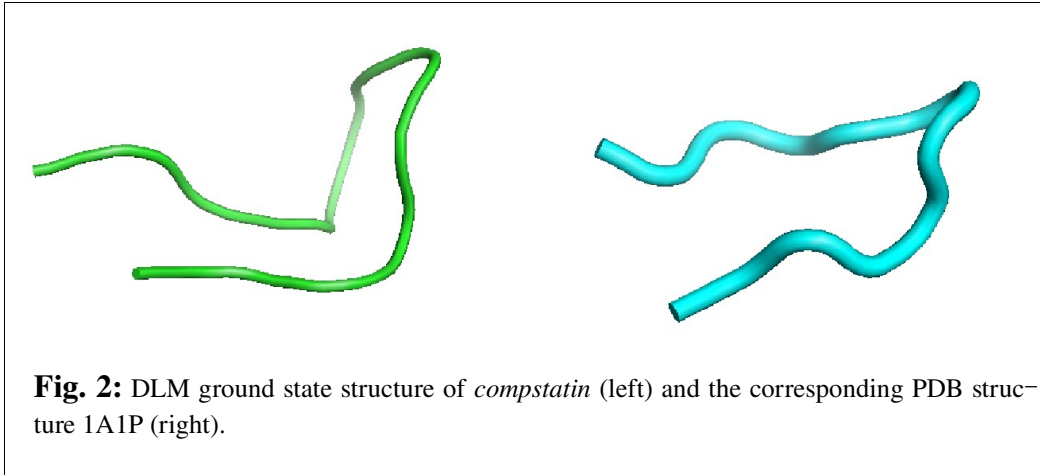 Fig. 2: DLM ground state structure of compstatin (left) and the corresponding PDB struc-
ture 1A1P (right).